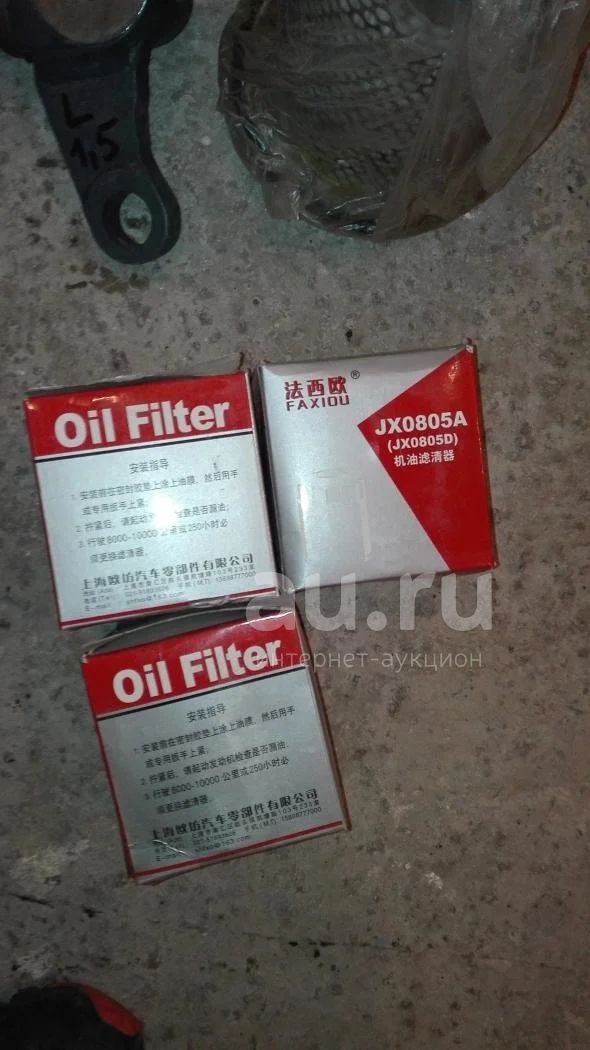 L
1,5
Oil Filter
安装指导
1. 安装前在密封胶垫上涂上油膜，然后用手
或专用扳手上紧；
2. 拧紧后，请起动 检查是否漏油；
3. 行驶8000-10000公里或250小时必
须更换滤清器。
上海欧坊汽车零部件有限公司
E-mail:
法西欧®
FAXIOU
JX0805A
(JX0805D)
机油滤清器
au.ru
интернет-аукцион
Oil Filter
安装指导
1. 安装前在密封胶垫上涂上油膜，然后用手
或专用扳手上紧；
2. 拧紧后，请起动发动机检查是否漏油；
3. 行驶8000-10000公里或250小时必
须更换滤清器。
上海欧坊汽车零部件有限公司
E-mail:
au.ru